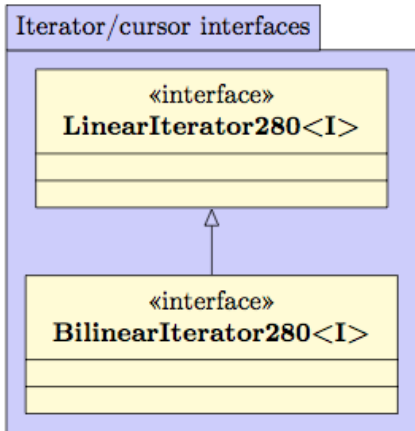 Iterator/cursor interfaces
«interface»
LinearIterator280<I>
«interface»
BilinearIterator280<I>